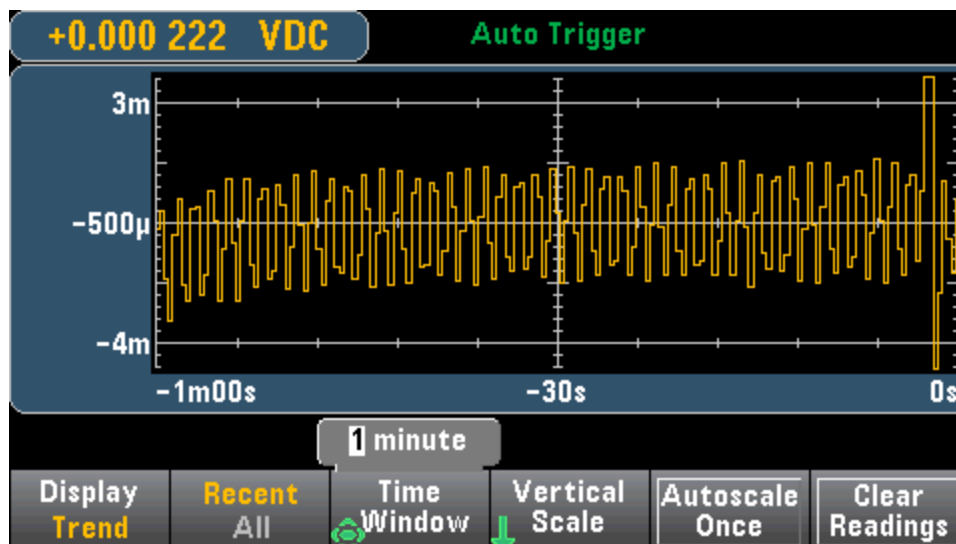 +0.000 222 VDC
Auto Trigger
3m
-500µ
-4m
-1m00s
-30s
0s
1 minute
Display
Trend
Recent
All
Time
Window
Vertical
Scale
Autoscale
Once
Clear
Readings